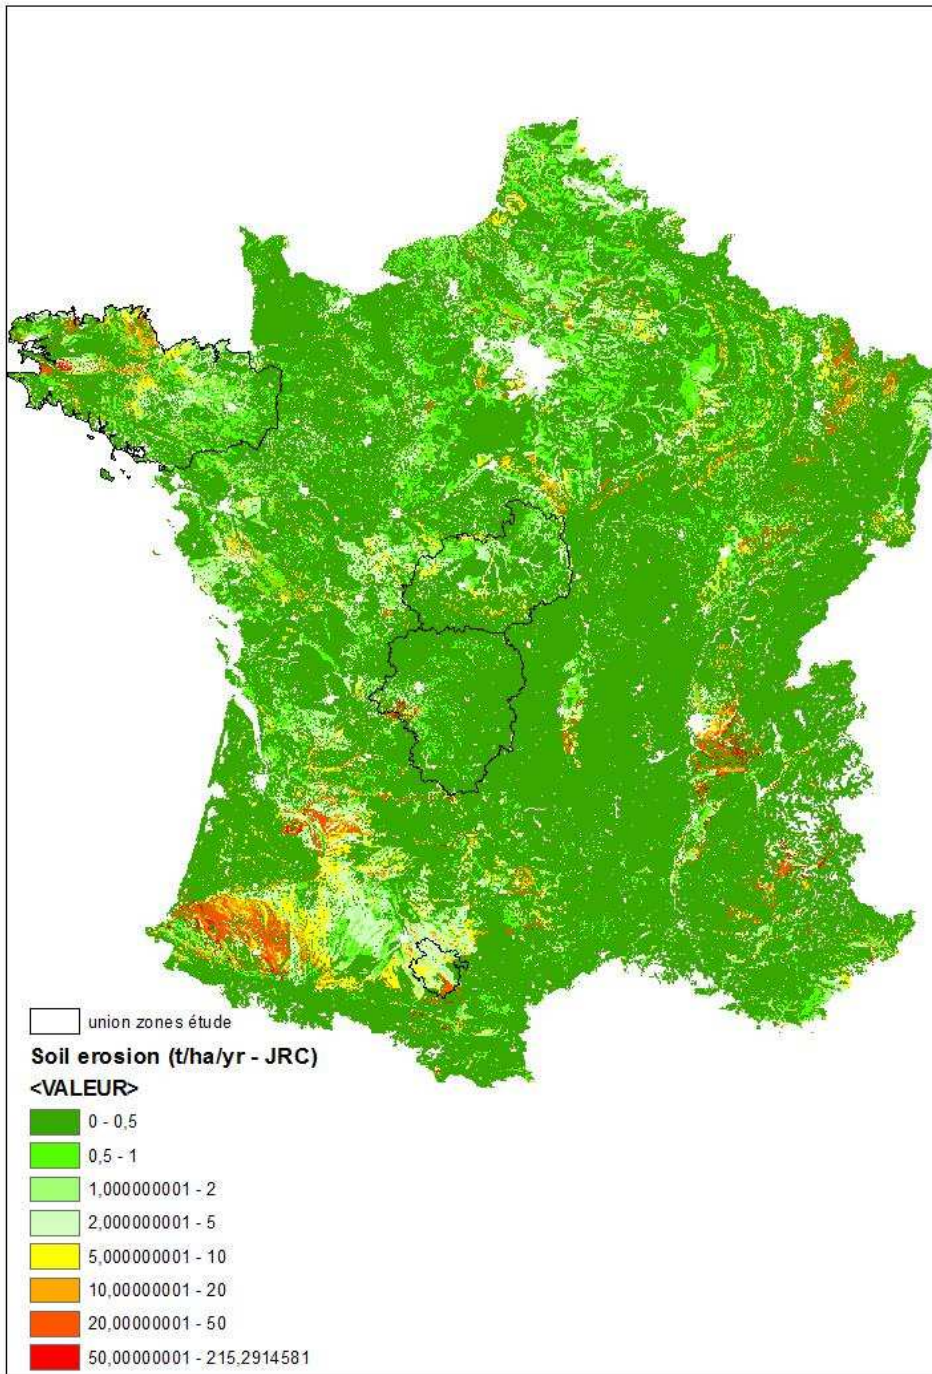 union zones étude
Soil erosion (t/ha/yr - JRC)
<VALEUR>
0 - 0,5
0,5 - 1
1,000000001 - 2
2,000000001 - 5
5,000000001 - 10
10,00000001 - 20
20,00000001 - 50
50,00000001 - 215,2914581